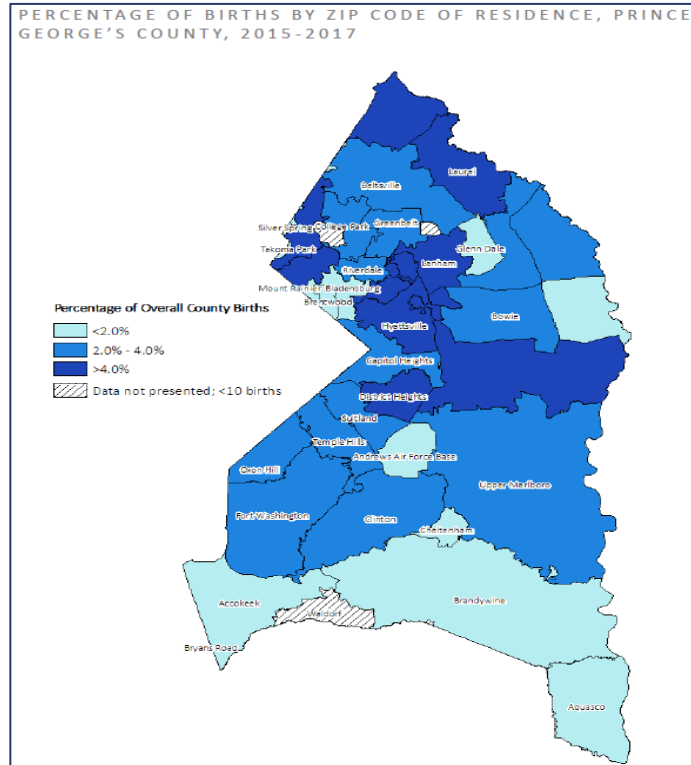 PERCENTAGE OF BIRTHS BY ZIP CODE OF RESIDENCE, PRINCE
GEORGE'S COUNTY, 2015-2017
Laurel
Beltsville
Silver Spring College Park Greenbelt
Takoma Park
Glenn Dale
Lanham
Riverdale
Mount Rainier Bladensburg
Brentwood
Percentage of Overall County Births
<2.0%
2.0% - 4.0%
>4.0%
Data not presented; <10 births
Bowie
Hyattsville
Capitol Heights
District Heights
Suitland
Temple Hills
Andrews Air Force Base
Oxon Hill
Upper Marlboro
Fort Washington
Clinton
Cheltenham
Accokeek
Waldorf
Brandywine
Bryans Road
Aquasco